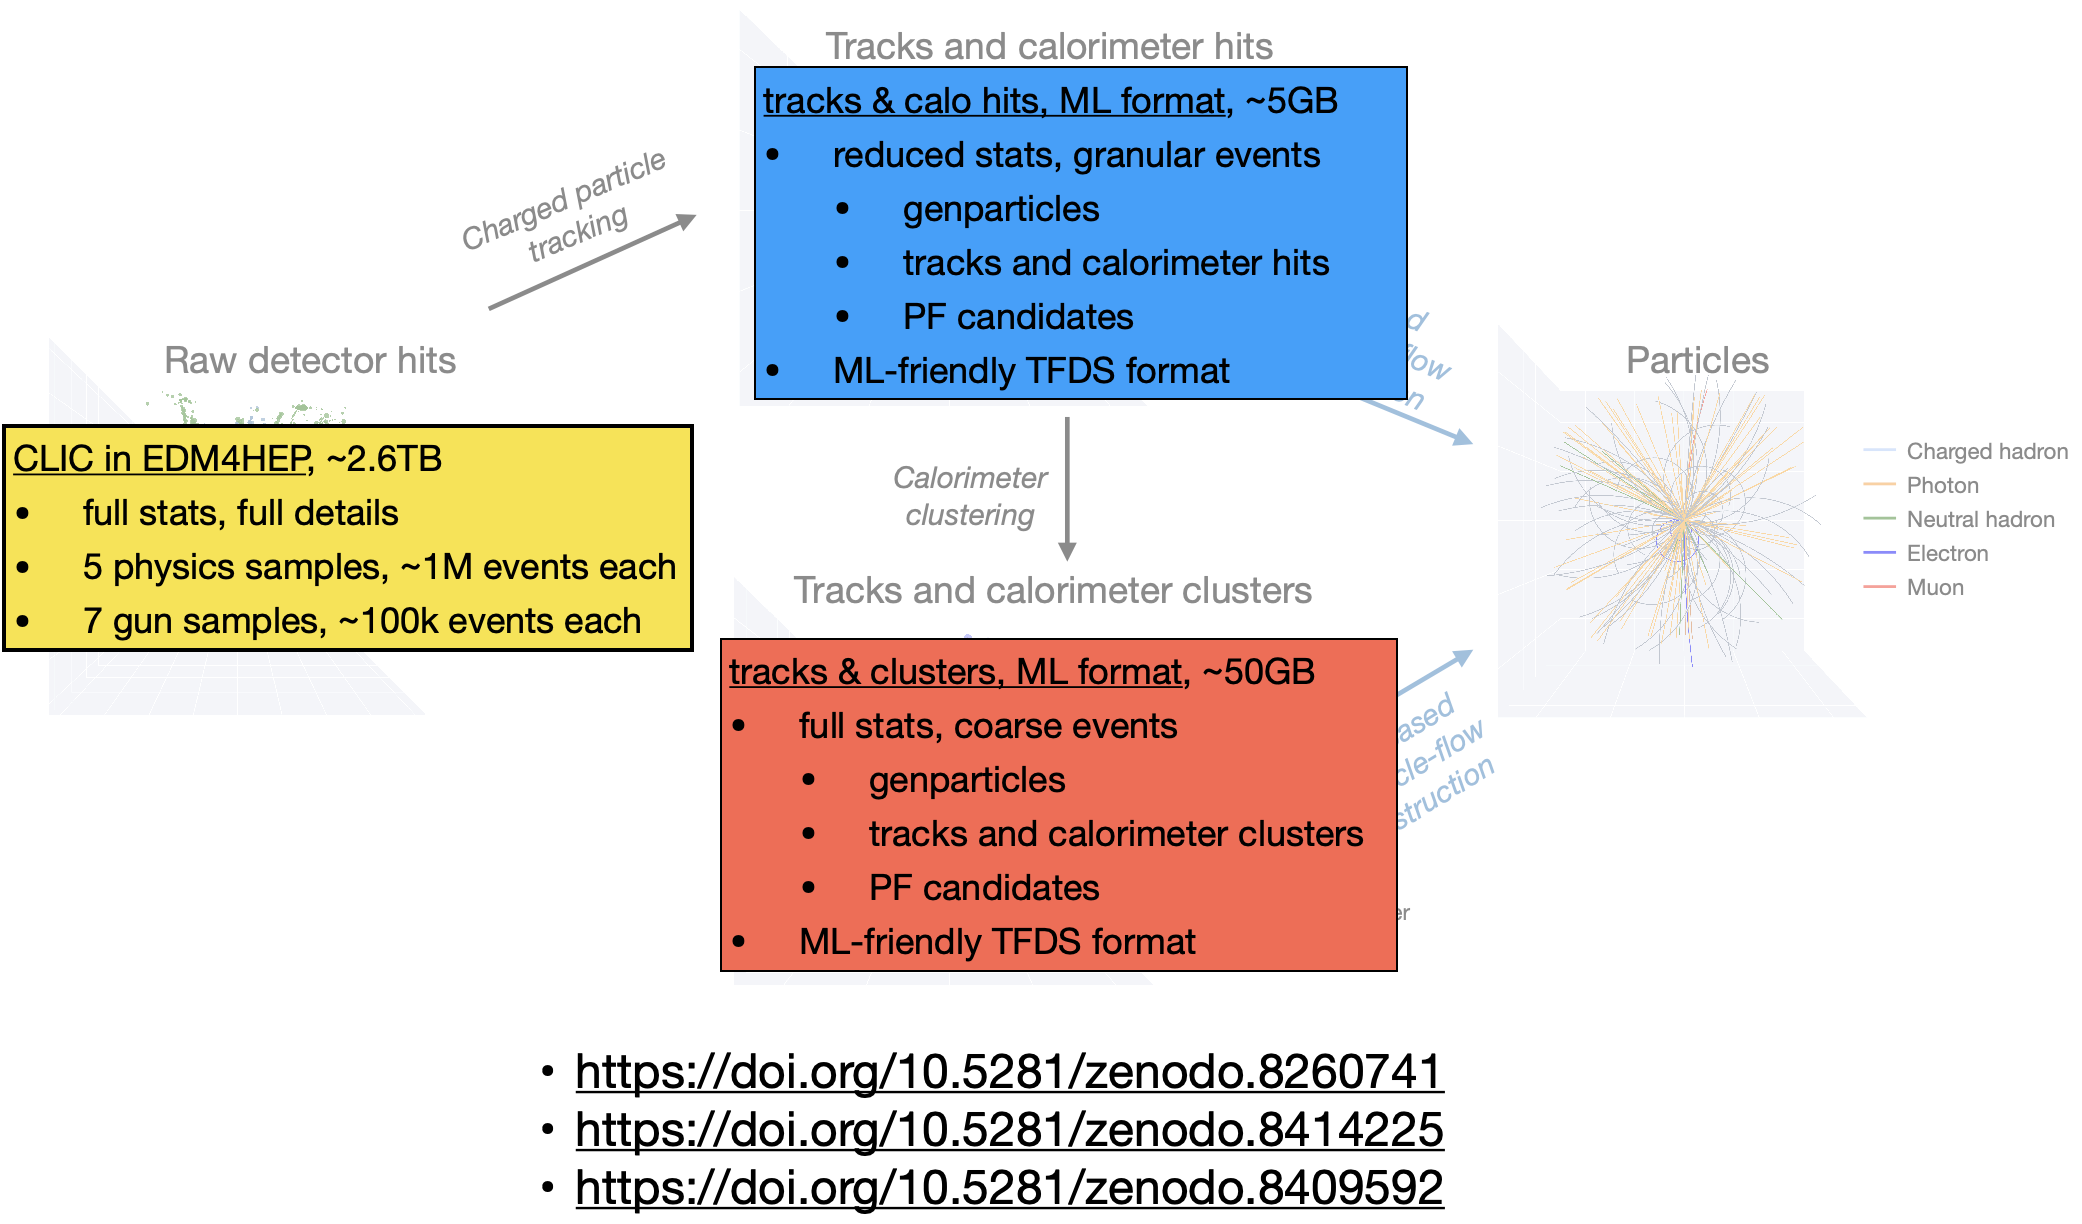 Tracks and calorimeter hits
tracks & calo hits, ML format, ~5GB
• reduced stats, granular events
• genparticles
• tracks and calorimeter hits
• PF candidates
• ML-friendly TFDS format
Charged particle
tracking
Raw detector hits
CLIC in EDM4HEP, ~2.6TB
• full stats, full details
• 5 physics samples, ~1M events each
• 7 gun samples, ~100k events each
Calorimeter
clustering
Tracks and calorimeter clusters
tracks & clusters, ML format, ~50GB
• full stats, coarse events
• genparticles
• tracks and calorimeter clusters
• PF candidates
• ML-friendly TFDS format
Particles
Charged hadron
Photon
Neutral hadron
Electron
Muon
• https://doi.org/10.5281/zenodo.8260741
• https://doi.org/10.5281/zenodo.8414225
• https://doi.org/10.5281/zenodo.8409592